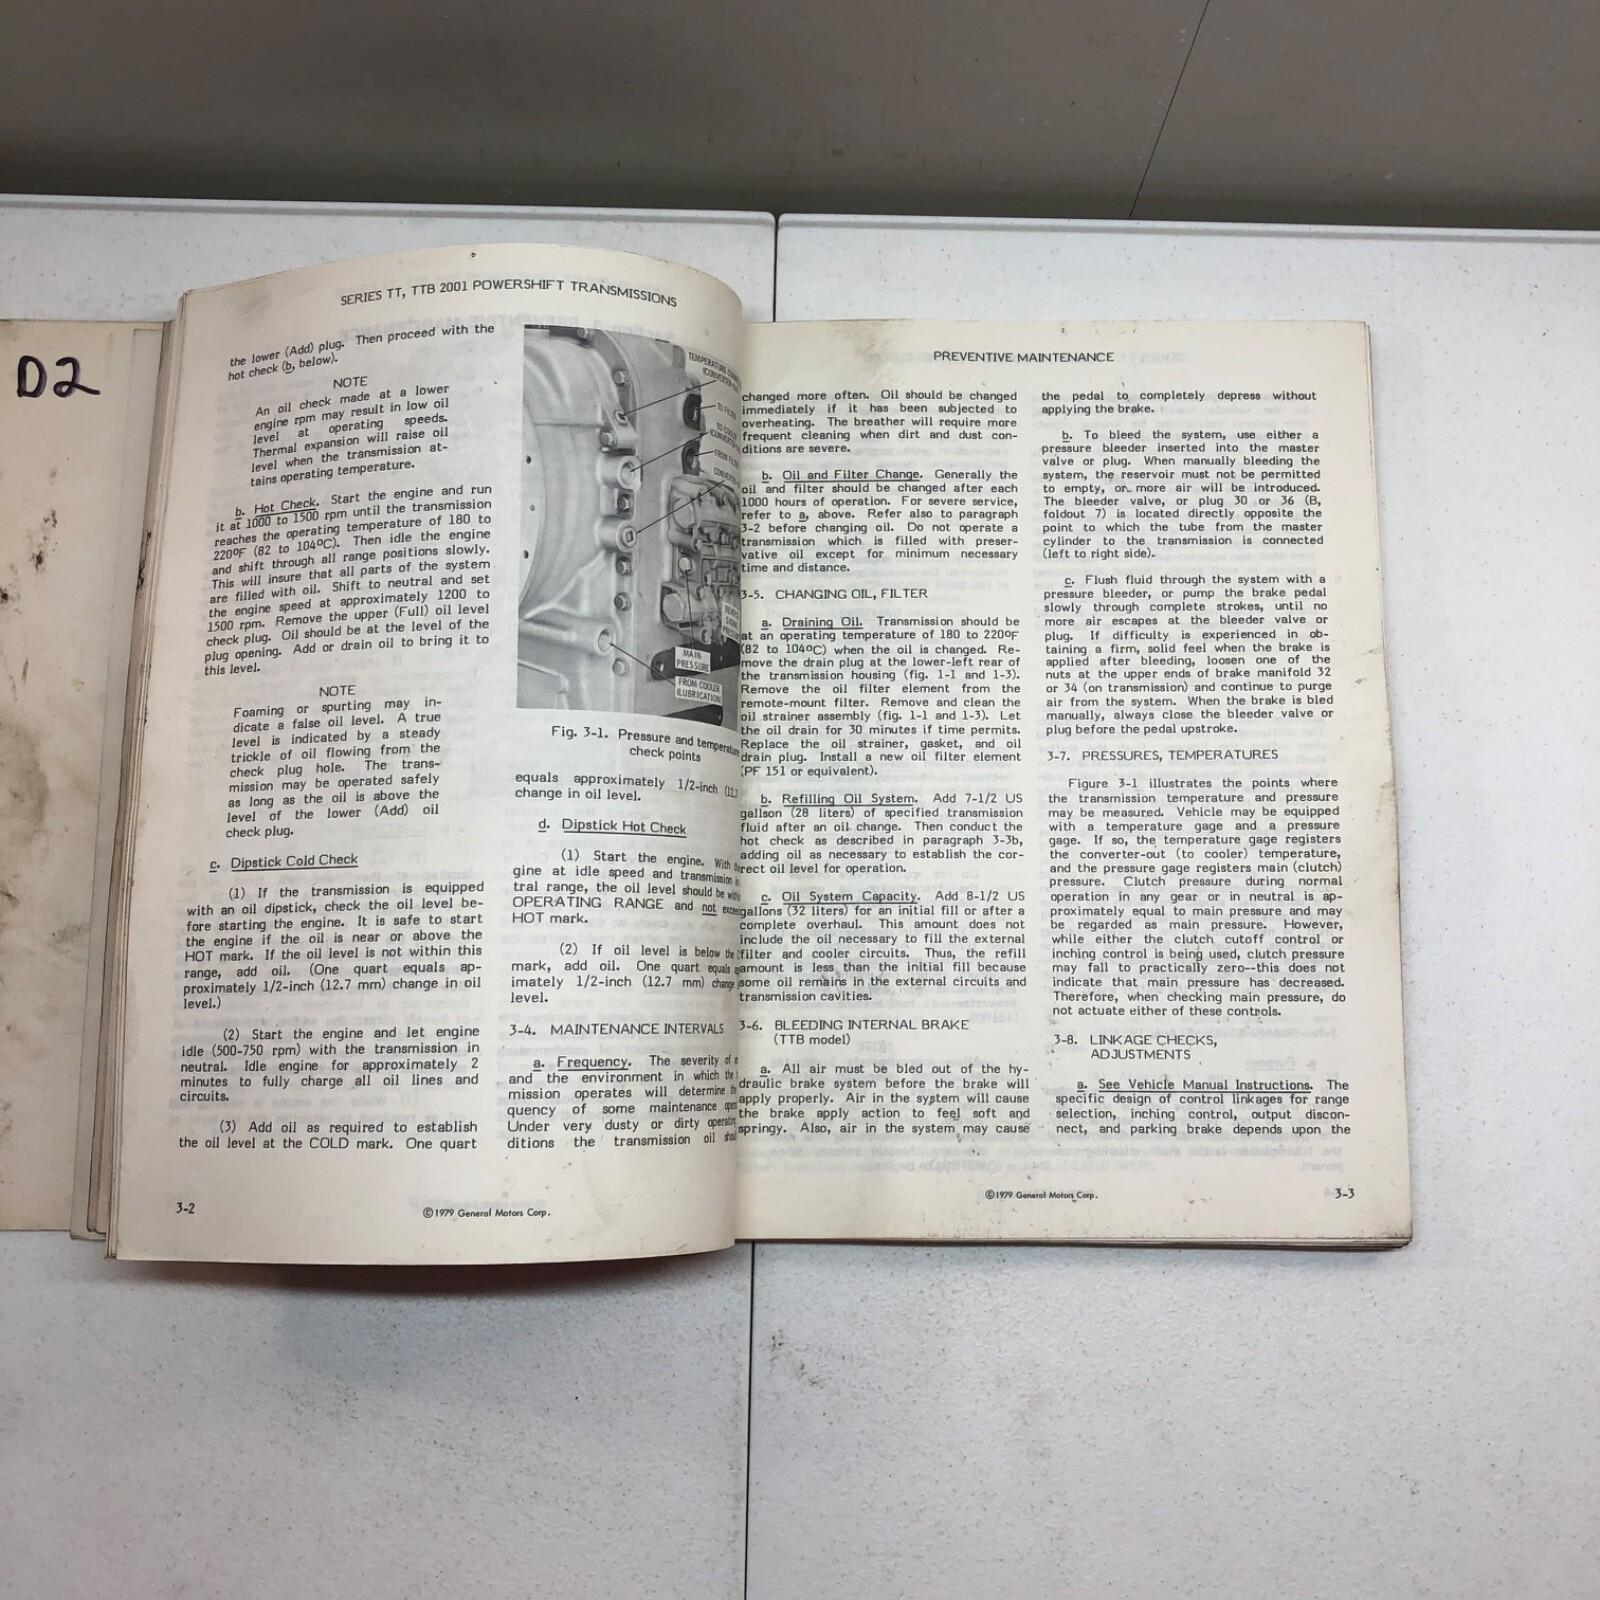 D2
SERIES TT, TTB 2001 POWERSHIFT TRANSMISSIONS
the lower (Add) plug. Then proceed with the
hot check (b, below).
NOTE
An oil check made at a lower
engine rpm may result in low oil
level at operating speeds.
Thermal expansion will raise oil
level when the transmission at-
tains operating temperature.
b. Hot Check. Start the engine and run
it at 1000 to 1500 rpm until the transmission
reaches the operating temperature of 180 to
220ºF (82 to 104ºC). Then idle the engine
and shift through all range positions slowly.
This will insure that all parts of the system
are filled with oil. Shift to neutral and set
the engine speed at approximately 1200 to
1500 rpm. Remove the upper (Full) oil level
check plug. Oil should be at the level of the
plug opening. Add or drain oil to bring it to
this level.
NOTE
Foaming or spurting may in-
dicate a false oil level. A true
level is indicated by a steady
trickle of oil flowing from the
check plug hole. The trans-
mission may be operated safely
as long as the oil is above the
level of the lower (Add) oil
check plug.
c. Dipstick Cold Check
(1) If the transmission is equipped
with an oil dipstick, check the oil level be-
fore starting the engine. It is safe to start
the engine if the oil is near or above the
HOT mark. If the oil level is not within this
range, add oil. (One quart equals ap-
proximately 1/2-inch (12.7 mm) change in oil
level.)
(2) Start the engine and let engine
idle (500-750 rpm) with the transmission in
neutral. Idle engine for approximately 2
minutes to fully charge all oil lines and
circuits.
(3) Add oil as required to establish
the oil level at the COLD mark. One quart
TEMPERATURE
TO FILTER
TO COOLER
FROM FILTER
MAIN
PRESSURE
FROM COOLER
(LUBRICATION)
Fig. 3-1. Pressure and temperature
check points
equals approximately 1/2-inch (12.7
change in oil level.
d. Dipstick Hot Check
(1) Start the engine. With
gine at idle speed and transmission
tral range, the oil level should be
OPERATING RANGE and not exceed
HOT mark.
(2) If oil level is below the
mark, add oil. One quart equals
imately 1/2-inch (12.7 mm) change
level.
3-4. MAINTENANCE INTERVALS
a. Frequency. The severity of
and the environment in which the
mission operates will determine
quency of some maintenance
Under very dusty or dirty operating
ditions the transmission oil
3-2
©1979 General Motors Corp.
PREVENTIVE MAINTENANCE
changed more often. Oil should be changed
immediately if it has been subjected to
overheating. The breather will require more
frequent cleaning when dirt and dust con-
ditions are severe.
b. Oil and Filter Change. Generally the
oil and filter should be changed after each
1000 hours of operation. For severe service,
refer to a, above. Refer also to paragraph
3-2 before changing oil. Do not operate a
transmission which is filled with preser-
vative oil except for minimum necessary
time and distance.
3-5. CHANGING OIL, FILTER
a. Draining Oil. Transmission should be
at an operating temperature of 180 to 220ºF
(82 to 104ºC) when the oil is changed. Re-
move the drain plug at the lower-left rear of
the transmission housing (fig. 1-1 and 1-3).
Remove the oil filter element from the
remote-mount filter. Remove and clean the
oil strainer assembly (fig. 1-1 and 1-3). Let
the oil drain for 30 minutes if time permits.
Replace the oil strainer, gasket, and oil
drain plug. Install a new oil filter element
(PF 151 or equivalent).
b. Refilling Oil System. Add 7-1/2 US
gallson (28 liters) of specified transmission
fluid after an oil change. Then conduct the
hot check as described in paragraph 3-3b,
adding oil as necessary to establish the cor-
rect oil level for operation.
c. Oil System Capacity. Add 8-1/2 US
gallons (32 liters) for an initial fill or after a
complete overhaul. This amount does not
include the oil necessary to fill the external
filter and cooler circuits. Thus, the refill
amount is less than the initial fill because
some oil remains in the external circuits and
transmission cavities.
3-6. BLEEDING INTERNAL BRAKE
(TTB model)
a. All air must be bled out of the hy-
draulic brake system before the brake will
apply properly. Air in the system will cause
the brake apply action to feel soft and
springy. Also, air in the system may cause
the pedal to completely depress without
applying the brake.
b. To bleed the system, use either a
pressure bleeder inserted into the master
valve or plug. When manually bleeding the
system, the reservoir must not be permitted
to empty, or more air will be introduced.
The bleeder valve, or plug 30 or 36 (B,
foldout 7) is located directly opposite the
point to which the tube from the master
cylinder to the transmission is connected
(left to right side).
c. Flush fluid through the system with a
pressure bleeder, or pump the brake pedal
slowly through complete strokes, until no
more air escapes at the bleeder valve or
plug. If difficulty is experienced in ob-
taining a firm, solid feel when the brake is
applied after bleeding, loosen one of the
nuts at the upper ends of brake manifold 32
or 34 (on transmission) and continue to purge
air from the system. When the brake is bled
manually, always close the bleeder valve or
plug before the pedal upstroke.
3-7. PRESSURES, TEMPERATURES
Figure 3-1 illustrates the points where
the transmission temperature and pressure
may be measured. Vehicle may be equipped
with a temperature gage and a pressure
gage. If so, the temperature gage registers
the converter-out (to cooler) temperature,
and the pressure gage registers main (clutch)
pressure. Clutch pressure during normal
operation in any gear or in neutral is ap-
proximately equal to main pressure and may
be regarded as main pressure. However,
while either the clutch cutoff control or
inching control is being used, clutch pressure
may fall to practically zero--this does not
indicate that main pressure has decreased.
Therefore, when checking main pressure, do
not actuate either of these controls.
3-8. LINKAGE CHECKS,
ADJUSTMENTS
a. See Vehicle Manual Instructions. The
specific design of control linkages for range
selection, inching control, output discon-
nect, and parking brake depends upon the
©1979 General Motors Corp.
3-3